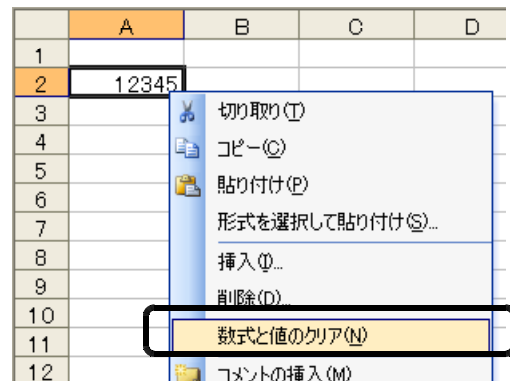 A B C D
1
2 12345
3 切り取り(T)
4 コピー(C)
5 貼り付け(P)
6
7 形式を選択して貼り付け(S)...
8 挿入(I)...
9
10 削除(D)...
11 数式と値のクリア(N)
12 コメントの挿入(M)